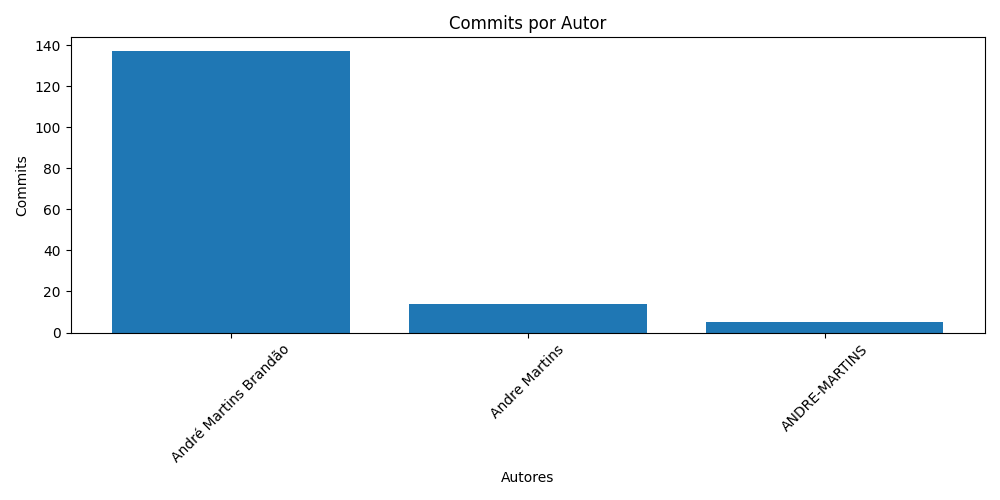 Commits por Autor
Commits
140
120
100
80
60
40
20
0
André Martins Brandão
Andre Martins
ANDRE-MARTINS
Autores